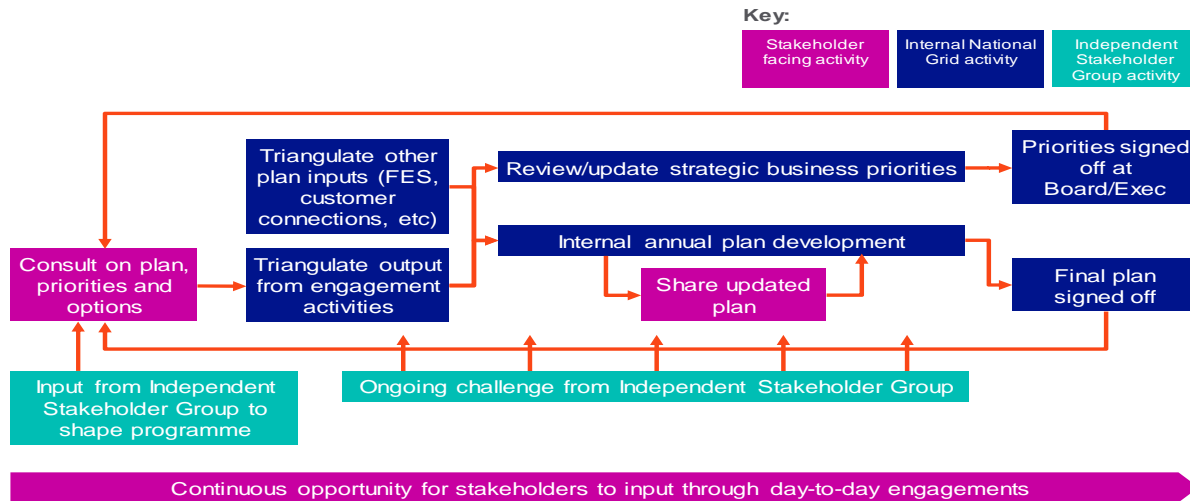 Key:
Stakeholder
facing activity
Internal National
Grid activity
Independent
Stakeholder
Group activity
Triangulate other
plan inputs (FES,
customer
connections, etc)
Review/update strategic business priorities
Priorities signed
off at
Board/Exec
Consult on plan,
priorities and
options
Triangulate output
from engagement
activities
Internal annual plan development
Share updated
plan
Final plan
signed off
Input from Independent
Stakeholder Group to
shape programme
Ongoing challenge from Independent Stakeholder Group
Continuous opportunity for stakeholders to input through day-to-day engagements